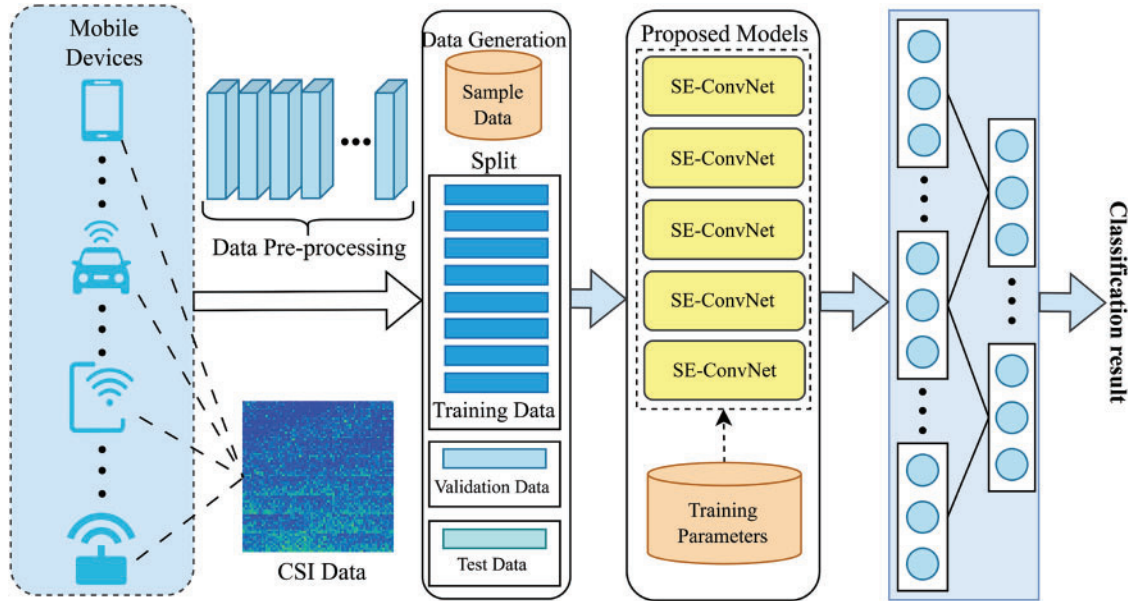 Mobile
Devices
Data Pre-processing
CSI Data
Data Generation
Sample
Data
Split
Training Data
Validation Data
Test Data
Proposed Models
SE-ConvNet
SE-ConvNet
SE-ConvNet
SE-ConvNet
SE-ConvNet
Training
Parameters
Classification result